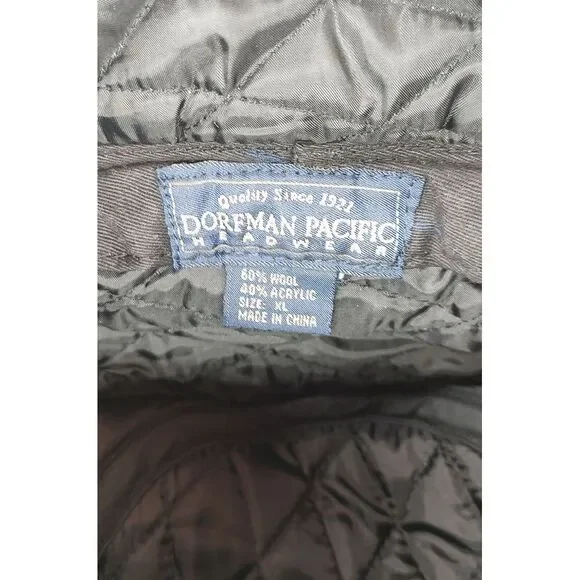 Quality Since 1921
DORFMAN PACIFIC
HEADWEAR
60% WOOL
40% ACRYLIC
SIZE: XL
MADE IN CHINA